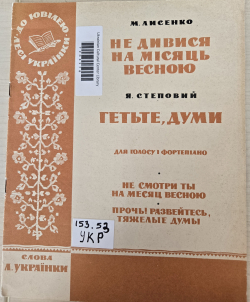 ДО ЮВІЛЕЮ
ЛЕСІ УКРАЇНКИ
М. ЛИСЕНКО
НЕ ДИВИСЯ
НА МІСЯЦЬ
ВЕСНОЮ
Я. СТЕПОВИЙ
ГЕТЬТЕ, ДУМИ
ДЛЯ ГОЛОСУ І ФОРТЕПІАНО
НЕ СМОТРИ ТЫ
НА МЕСЯЦ ВЕСНОЮ
ПРОЧЬ! РАЗВЕЙТЕСЬ,
ТЯЖЕЛЫЕ ДУМЫ
153.53
УКР
СЛОВА
Л. УКРАЇНКИ